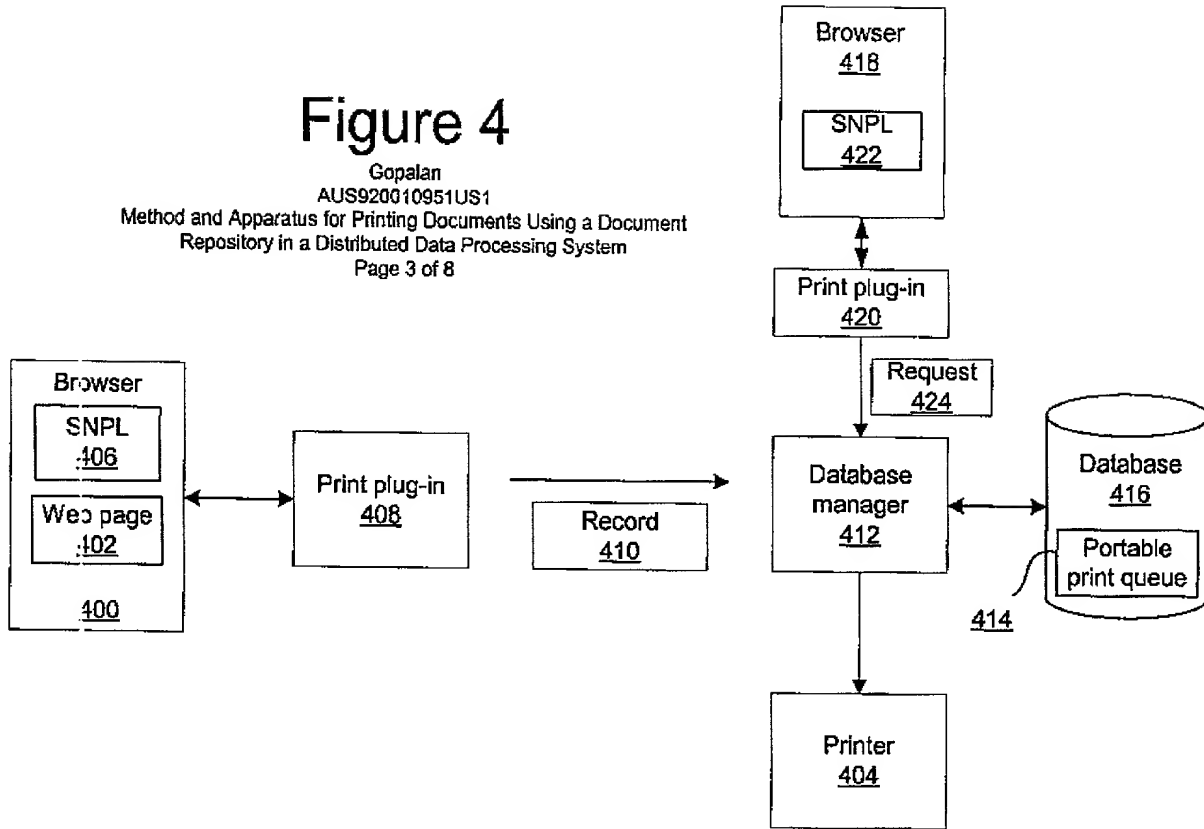 Figure 4
Gopalan
AUS920010951US1
Method and Apparatus for Printing Documents Using a Document
Repository in a Distributed Data Processing System
Page 3 of 8
Browser
418
SNPL
422
Print plug-in
420
Request
424
Browser
SNPL
406
Web page
402
400
Print plug-in
408
Record
410
Database
manager
412
Database
416
Portable
print queue
414
Printer
404